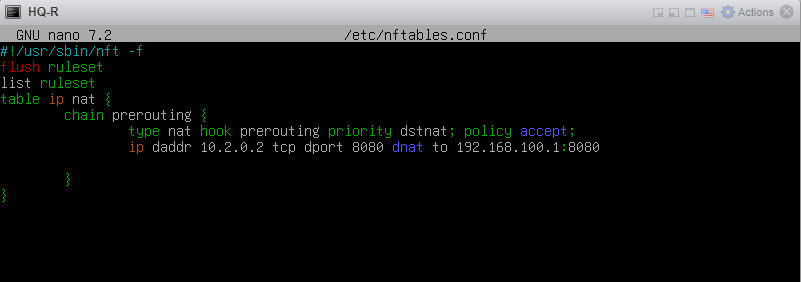 HQ-R
Actions
GNU nano 7.2 /etc/nftables.conf
#!/usr/sbin/nft -f
flush ruleset
list ruleset
table ip nat {
chain prerouting {
type nat hook prerouting priority dstnat; policy accept;
ip daddr 10.2.0.2 tcp dport 8080 dnat to 192.168.100.1:8080
}
}